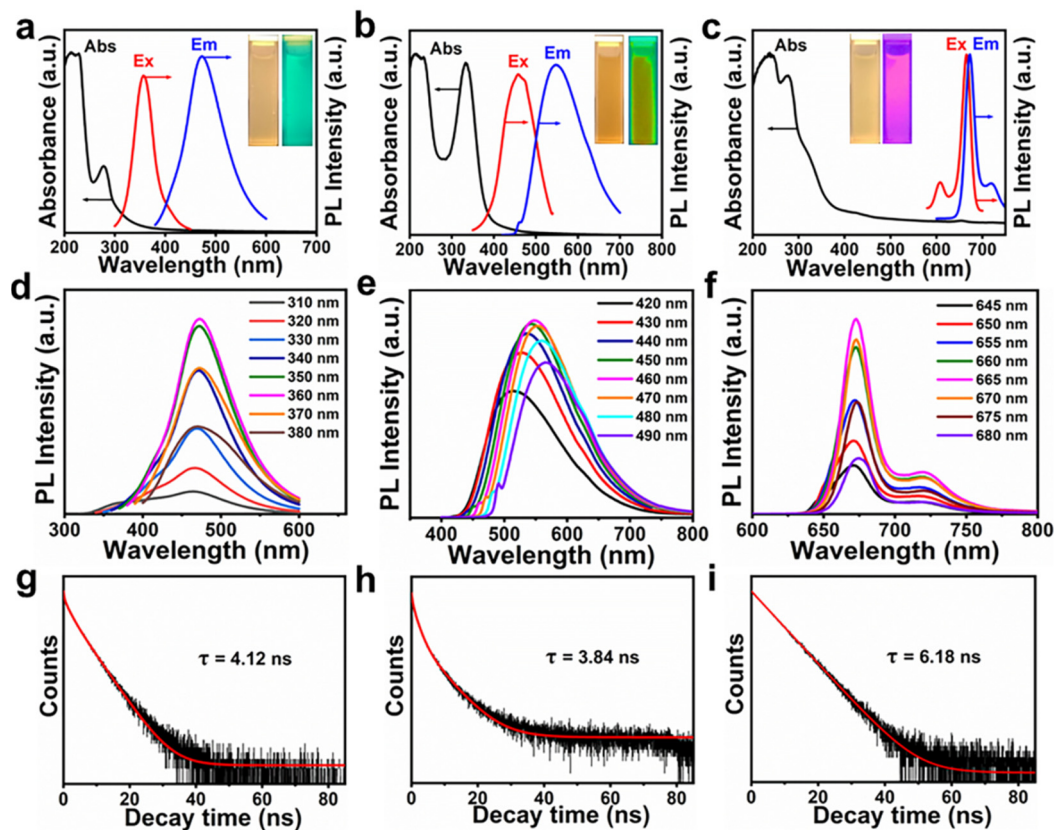 a
Absorbance (a.u.)
Abs
Ex
Em
PL Intensity (a.u.)
200 300 400 500 600 700
Wavelength (nm)
b
Absorbance (a.u.)
Abs
Ex
Em
PL Intensity (a.u.)
200 300 400 500 600 700 800
Wavelength (nm)
c
Absorbance (a.u.)
Abs
Ex
Em
PL Intensity (a.u.)
200 300 400 500 600 700
Wavelength (nm)
d
PL Intensity (a.u.)
310 nm
320 nm
330 nm
340 nm
350 nm
360 nm
370 nm
380 nm
300 400 500 600
Wavelength (nm)
e
PL Intensity (a.u.)
420 nm
430 nm
440 nm
450 nm
460 nm
470 nm
480 nm
490 nm
400 500 600 700 800
Wavelength (nm)
f
PL Intensity (a.u.)
645 nm
650 nm
655 nm
660 nm
665 nm
670 nm
675 nm
680 nm
600 650 700 750 800
Wavelength (nm)
g
Counts
τ = 4.12 ns
0 20 40 60 80
Decay time (ns)
h
Counts
τ = 3.84 ns
0 20 40 60 80
Decay time (ns)
i
Counts
τ = 6.18 ns
0 20 40 60 80
Decay time (ns)